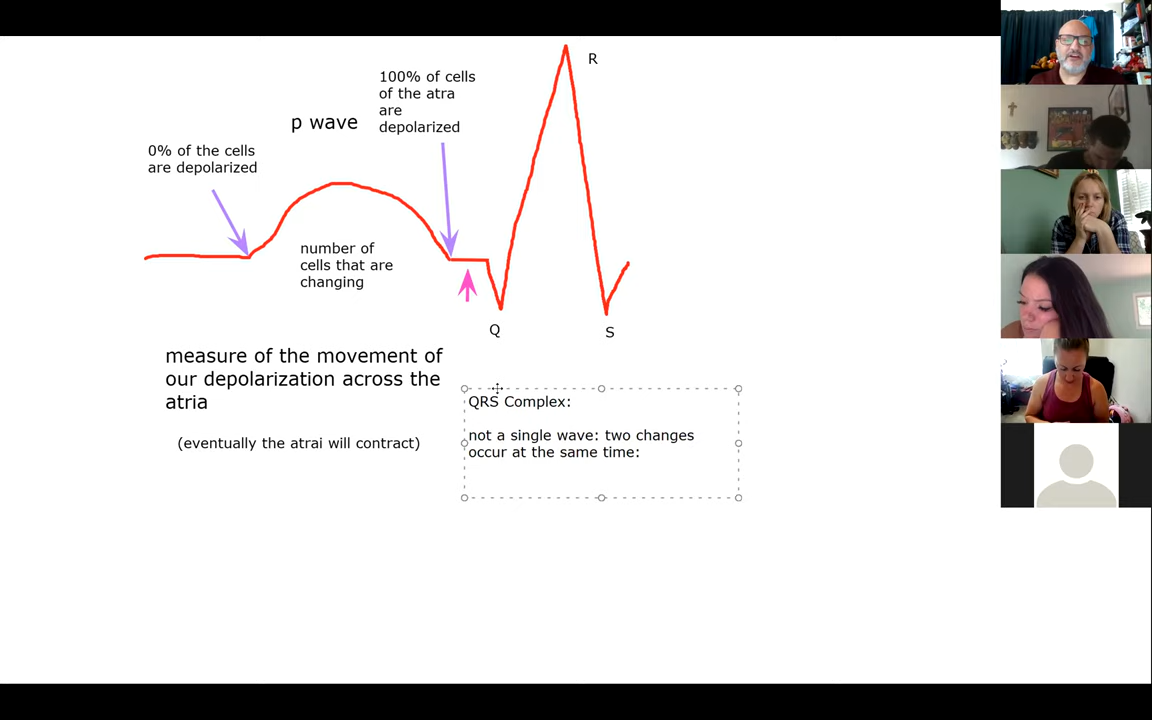 R
100% of cells
of the atra
are
depolarized
p wave
0% of the cells
are depolarized
number of
cells that are
changing
Q
S
measure of the movement of
our depolarization across the
atria
(eventually the atrai will contract)
QRS Complex:
not a single wave: two changes
occur at the same time: